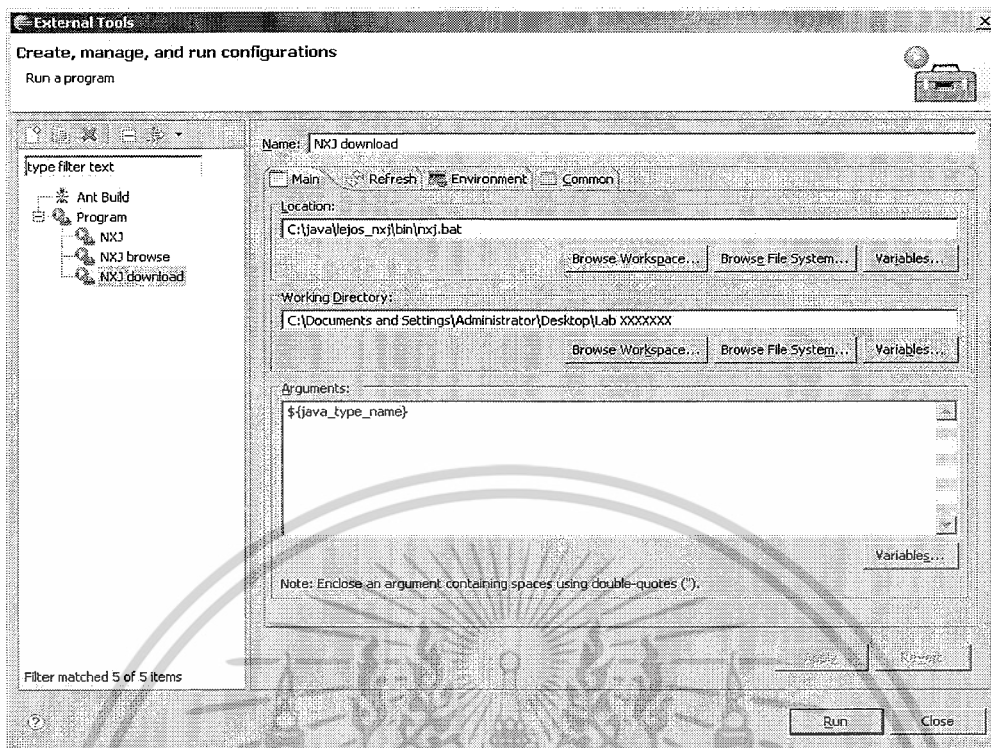 External Tools
Create, manage, and run configurations
Run a program
type filter text
Ant Build
Program
NXJ
NXJ browse
NXJ download
Filter matched 5 of 5 items
Name: NXJ download
Main Refresh Environment Common
Location:
C:\java\lejos_nxj\bin\nxj.bat
Browse Workspace... Browse File System... Variables...
Working Directory:
C:\Documents and Settings\Administrator\Desktop\Lab XXXXXXX
Browse Workspace... Browse File System... Variables...
Arguments:
${java_type_name}
Variables...
Note: Enclose an argument containing spaces using double-quotes (").
Apply Revert
Run Close